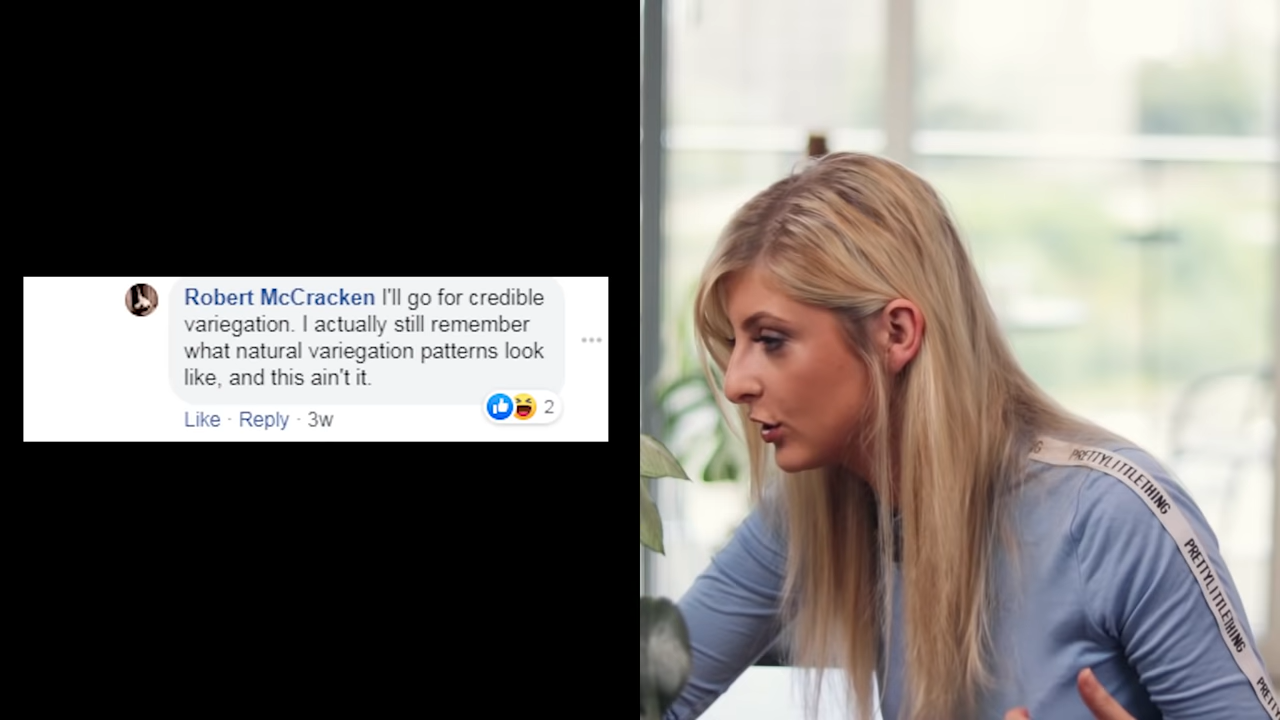 Robert McCracken I'll go for credible
variegation. I actually still remember
what natural variegation patterns look
like, and this ain't it.
Like · Reply · 3w
2
G PRETTYLITTLETHING
PRETTYLITTLETHING
PRETTY